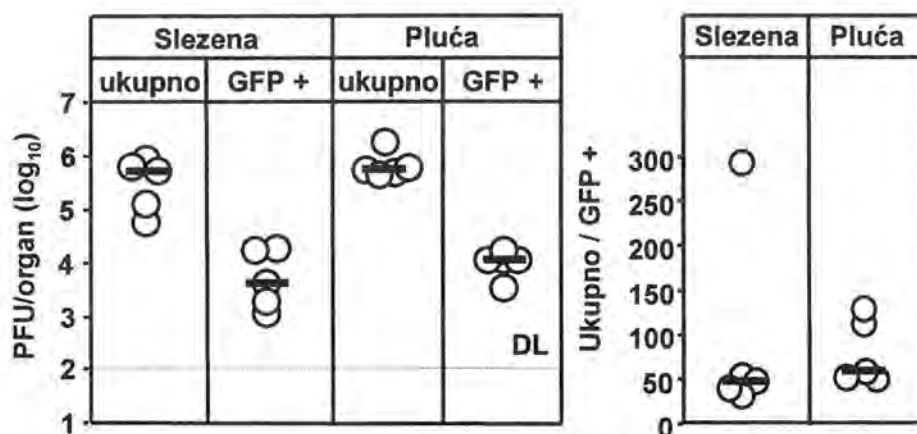 Slezena Pluća
ukupno GFP + ukupno GFP +
PFU/organ (log10)
7
6
5
4
3
2
1
DL
Slezena Pluća
Ukupno / GFP +
300
250
200
150
100
50
0